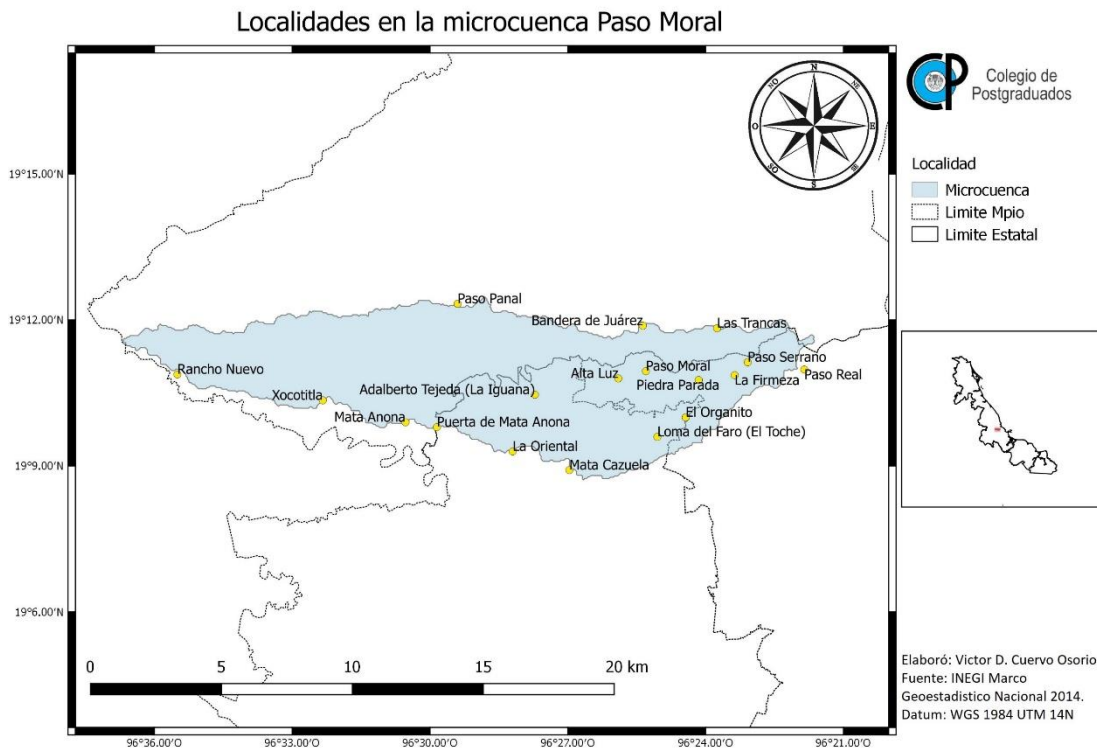 Localidades en la microcuenca Paso Moral
Colegio de
Postgraduados
N
NO
NE
O
E
SO
SE
S
Localidad
Microcuenca
Limite Mpio
Limite Estatal
19°15.00'N
19°12.00'N
19°9.00'N
19°6.00'N
Paso Panal
Bandera de Juárez
Las Trancas
Paso Serrano
Paso Real
Rancho Nuevo
Alta Luz
Paso Moral
Piedra Parada
La Firmeza
Xocotitla
Adalberto Tejeda (La Iguana)
Mata Anona
Puerta de Mata Anona
El Organito
Loma del Faro (El Toche)
La Oriental
Mata Cazuela
0
5
10
15
20 km
96°36.00'O
96°33.00'O
96°30.00'O
96°27.00'O
96°24.00'O
96°21.00'O
Elaboró: Victor D. Cuervo Osorio
Fuente: INEGI Marco
Geoestadistico Nacional 2014.
Datum: WGS 1984 UTM 14N